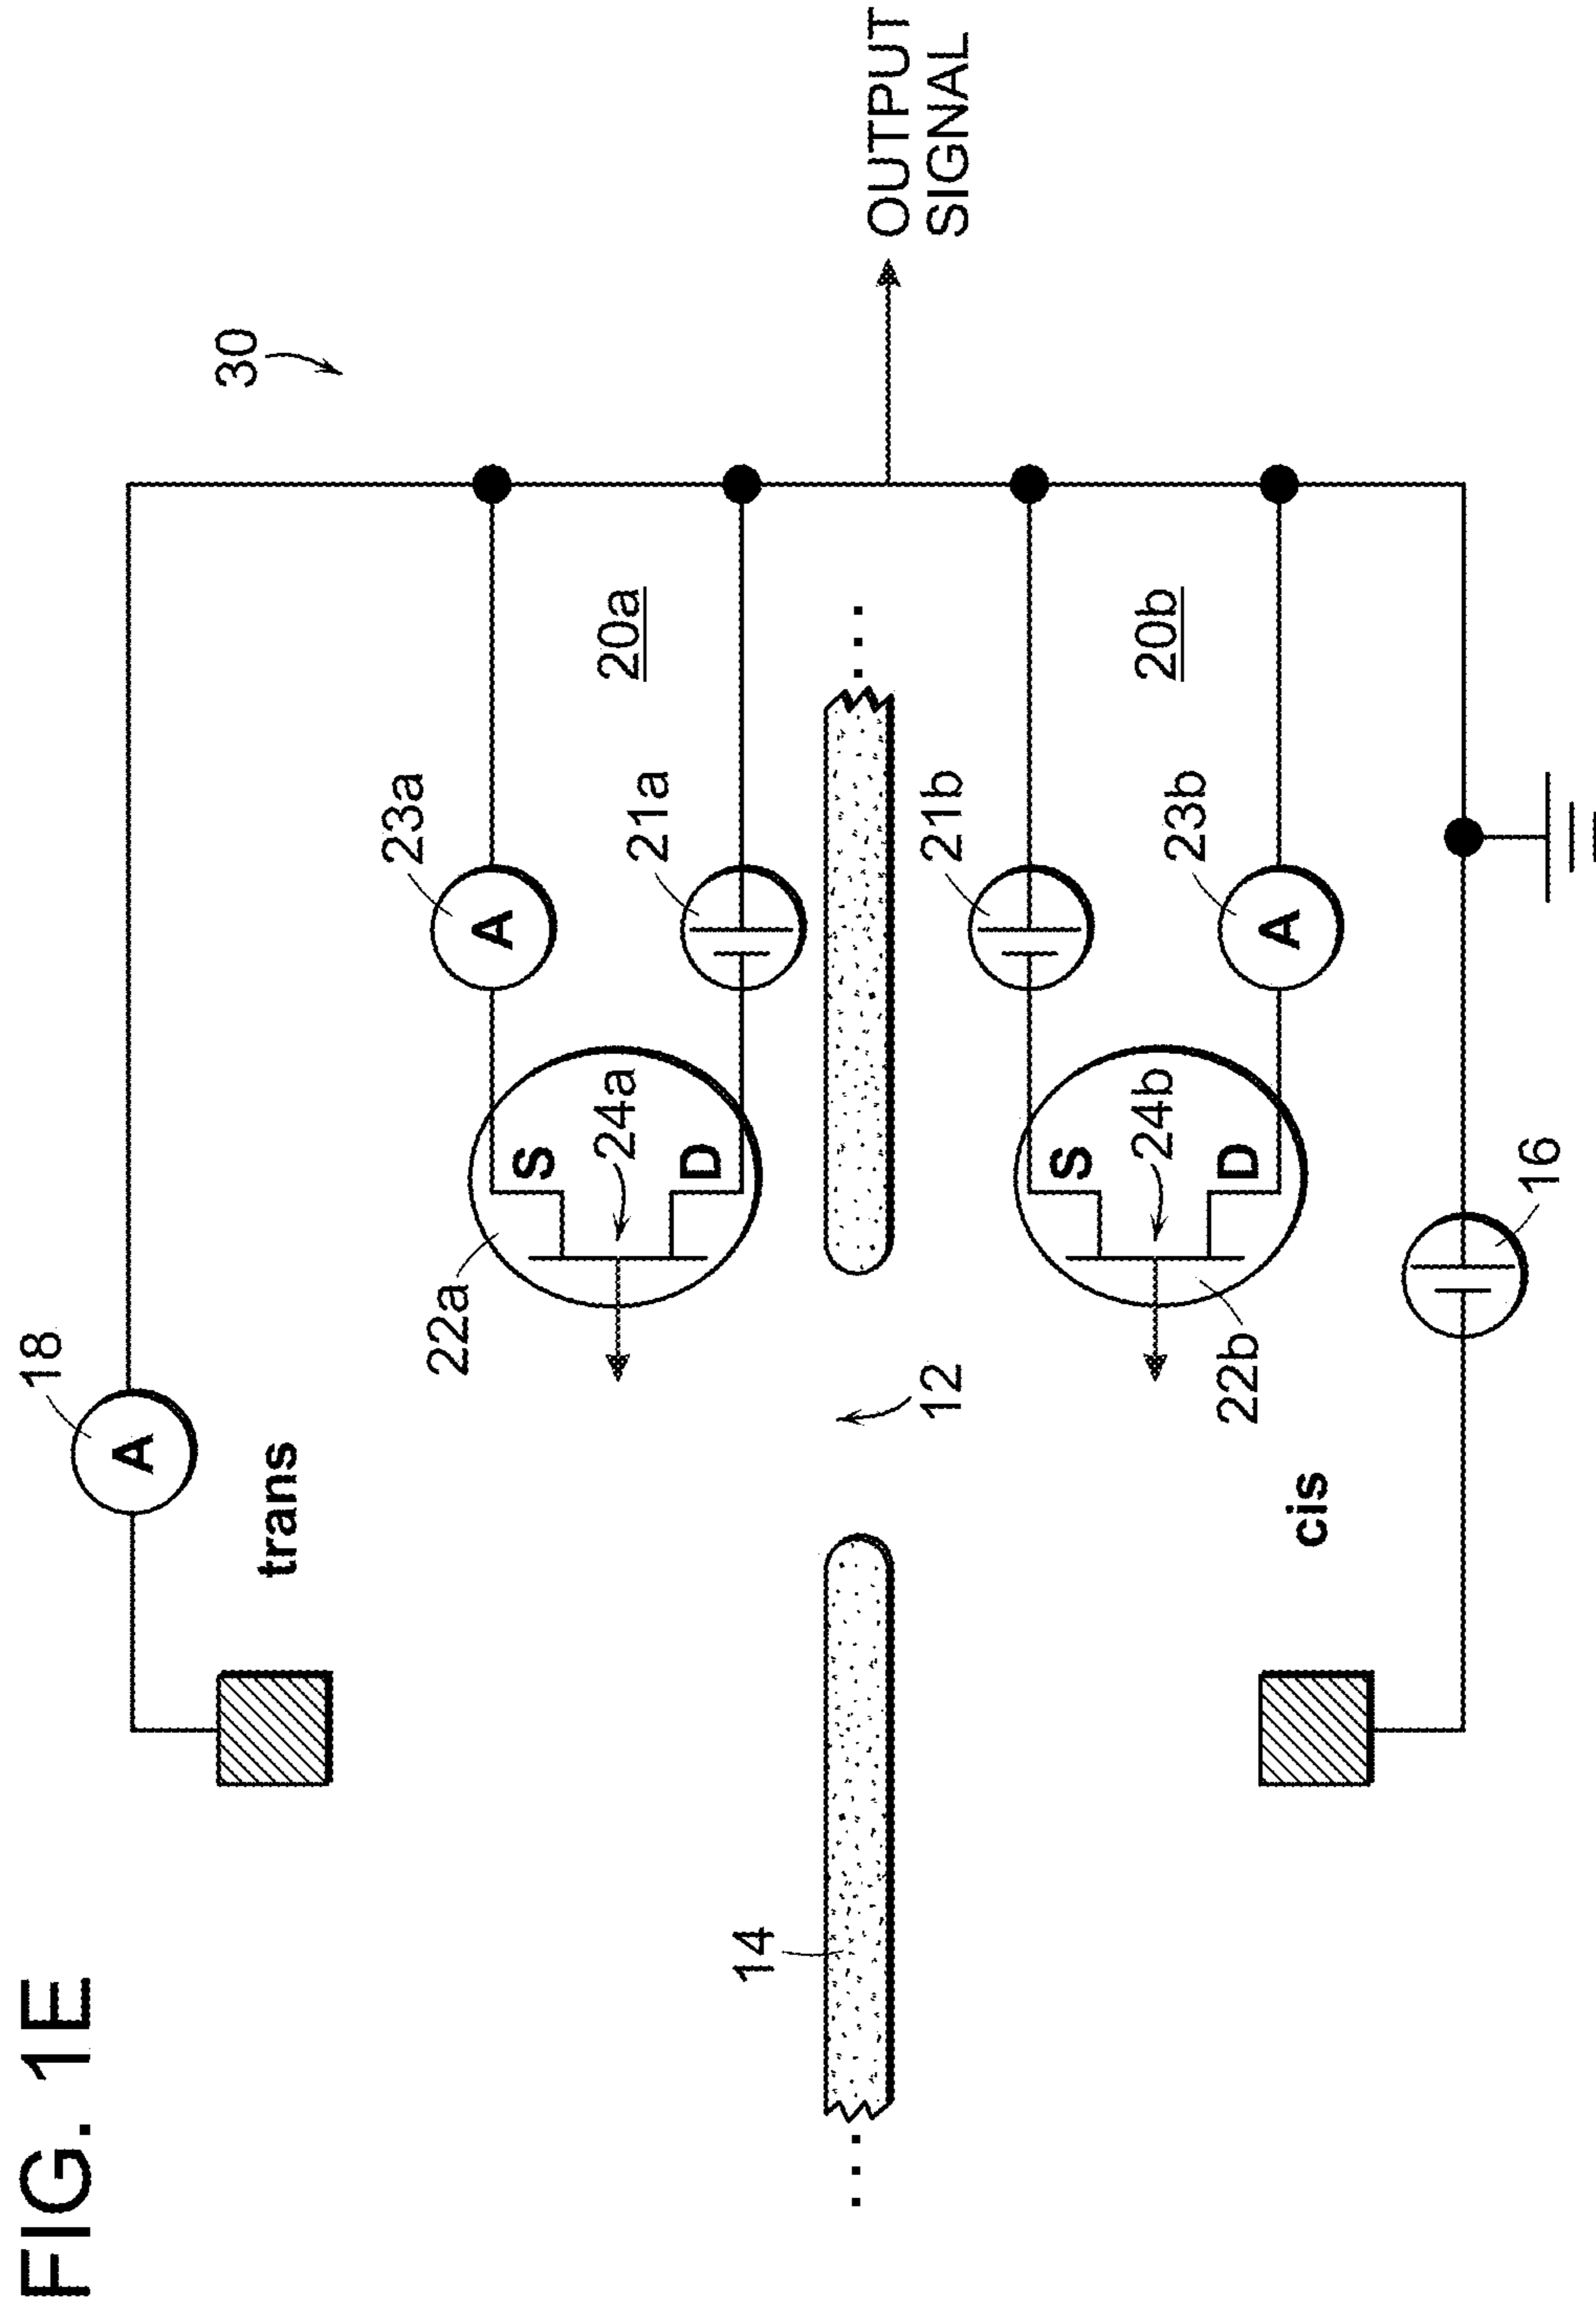 FIG. 1E
18
A
trans
30
23a
A
S
22a
24a
D
20a
21a
14
12
OUTPUT
SIGNAL
21b
S
24b
D
22b
20b
23b
A
cis
16